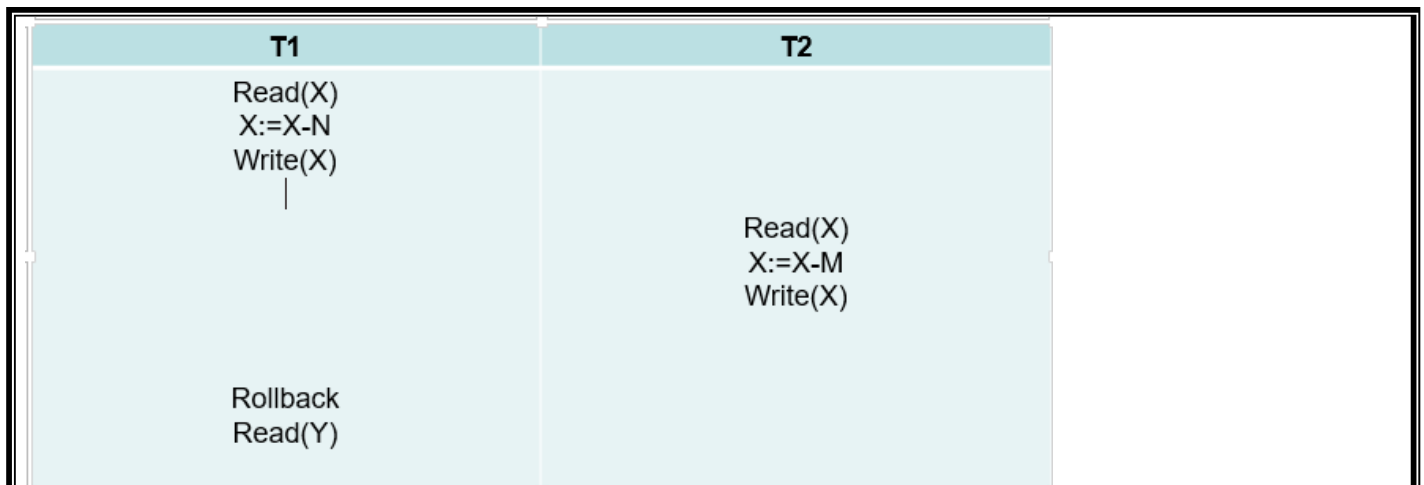 T1 T2
Read(X)
X:=X-N
Write(X)
Read(X)
X:=X-M
Write(X)
Rollback
Read(Y)